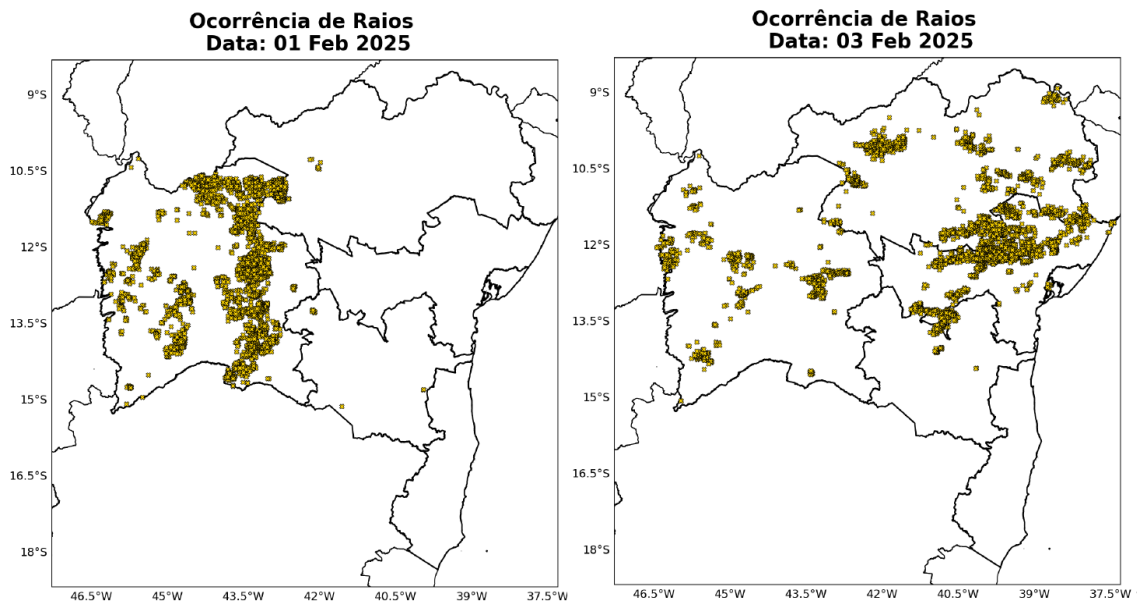 Ocorrência de Raios
Data: 01 Feb 2025
9°S
10.5°S
12°S
13.5°S
15°S
16.5°S
18°S
46.5°W
45°W
43.5°W
42°W
40.5°W
39°W
37.5°W
Ocorrência de Raios
Data: 03 Feb 2025
9°S
10.5°S
12°S
13.5°S
15°S
16.5°S
18°S
46.5°W
45°W
43.5°W
42°W
40.5°W
39°W
37.5°W